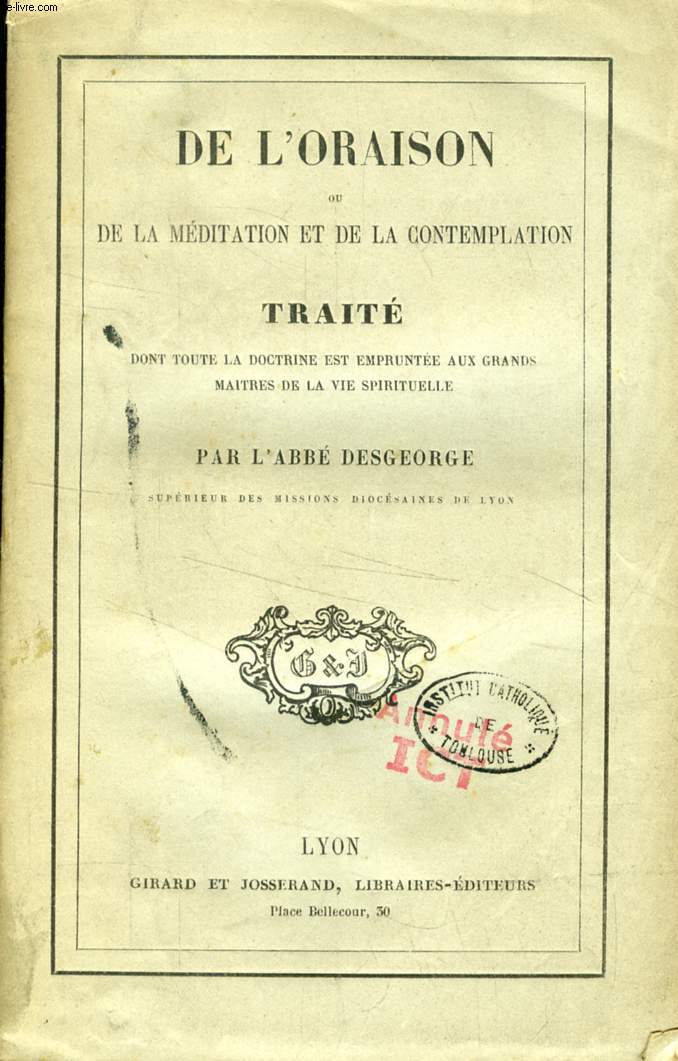 e-livre.com
DE L'ORAISON
OU
DE LA MÉDITATION ET DE LA CONTEMPLATION
TRAITÉ
DONT TOUTE LA DOCTRINE EST EMPRUNTÉE AUX GRANDS
MAITRES DE LA VIE SPIRITUELLE
PAR L'ABBÉ DESGEORGE
SUPÉRIEUR DES MISSIONS DIOCÉSAINES DE LYON
G & J
INSTITUT CATHOLIQUE
DE
* TOULOUSE *
Annulé
ICT
LYON
GIRARD ET JOSSERAND, LIBRAIRES-ÉDITEURS
Place Bellecour, 30